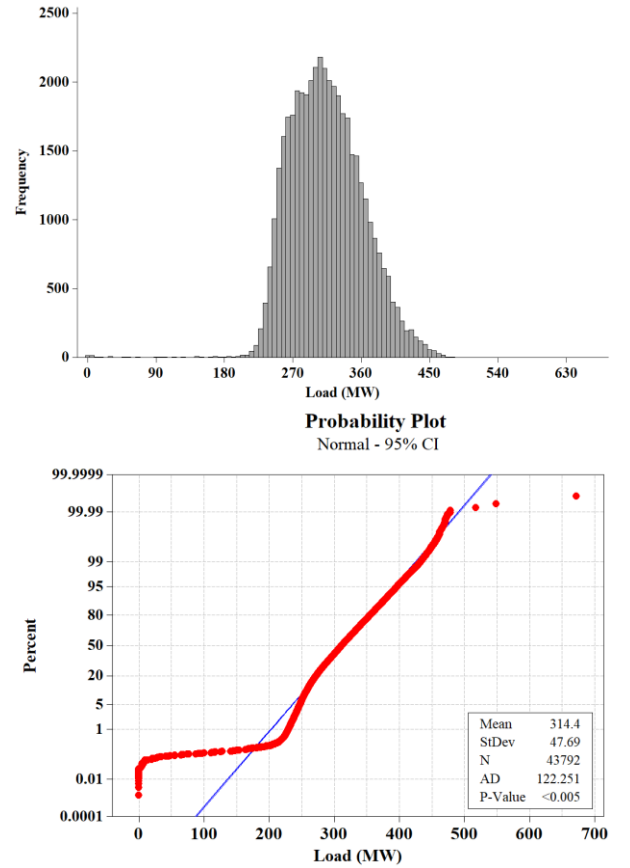 2500
2000
1500
1000
500
0
Frequency
0 90 180 270 360 450 540 630
Load (MW)
Probability Plot
Normal - 95% CI
99.9999
99.99
99
95
80
50
20
5
1
0.01
0.0001
Percent
Mean 314.4
StDev 47.69
N 43792
AD 122.251
P-Value <0.005
0 100 200 300 400 500 600 700
Load (MW)